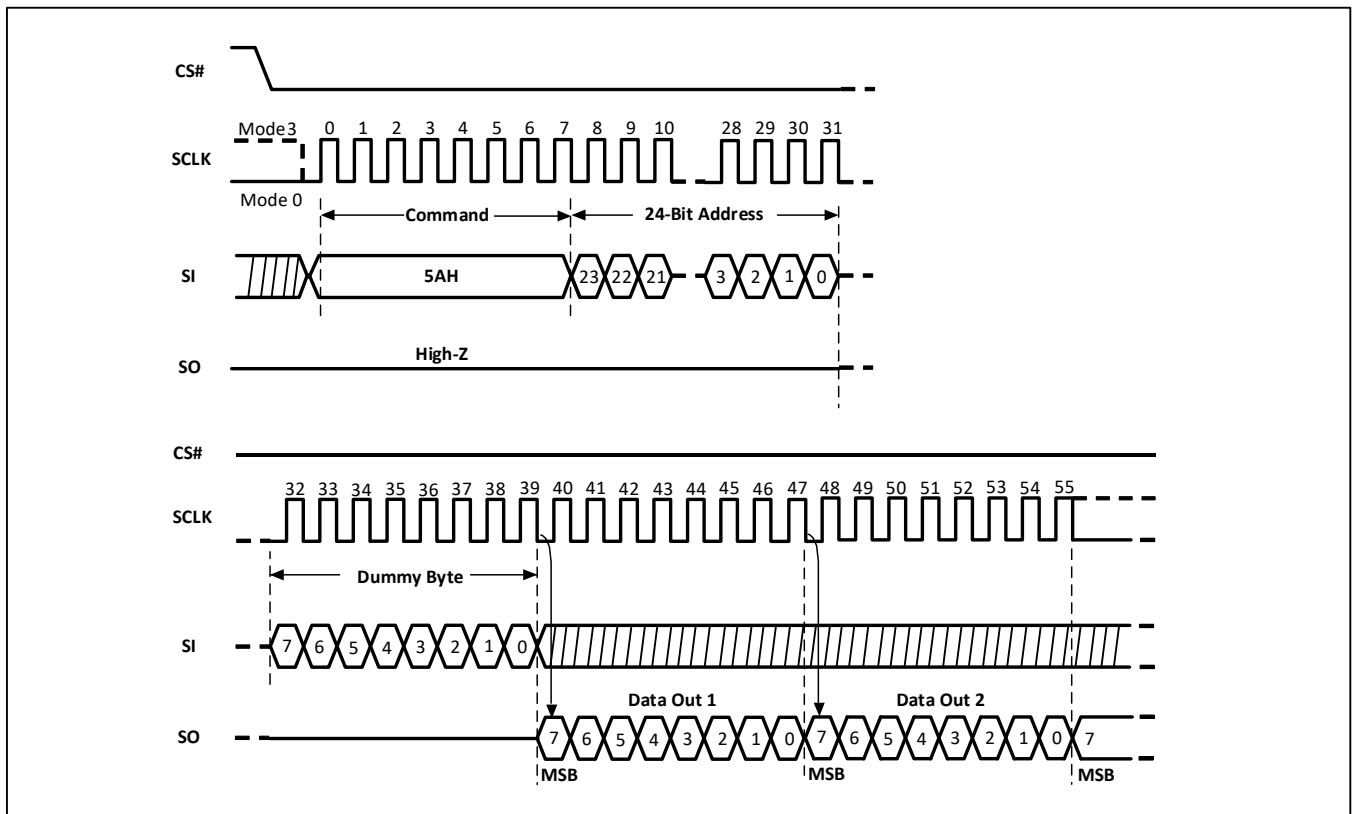 CS#
Mode3 0 1 2 3 4 5 6 7 8 9 10 28 29 30 31
SCLK
Mode 0
Command 24-Bit Address
SI 5AH 23 22 21 3 2 1 0
High-Z
SO
CS#
32 33 34 35 36 37 38 39 40 41 42 43 44 45 46 47 48 49 50 51 52 53 54 55
SCLK
Dummy Byte
SI 7 6 5 4 3 2 1 0
Data Out 1 Data Out 2
SO 7 6 5 4 3 2 1 0 7 6 5 4 3 2 1 0 7
MSB MSB MSB